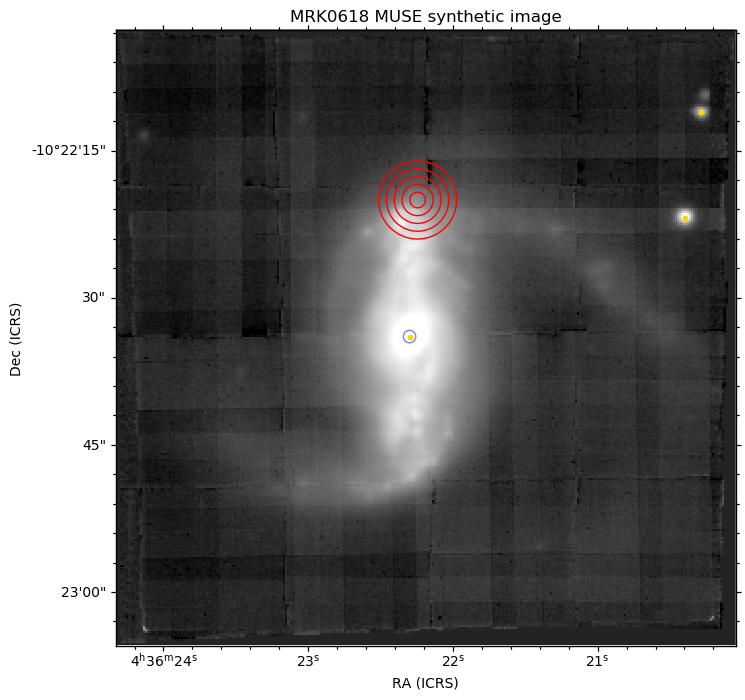 MRK0618 MUSE synthetic image
-10°22'15"
30"
45"
23'00"
Dec (ICRS)
4ʰ36ᵐ24ˢ
23ˢ
22ˢ
21ˢ
RA (ICRS)